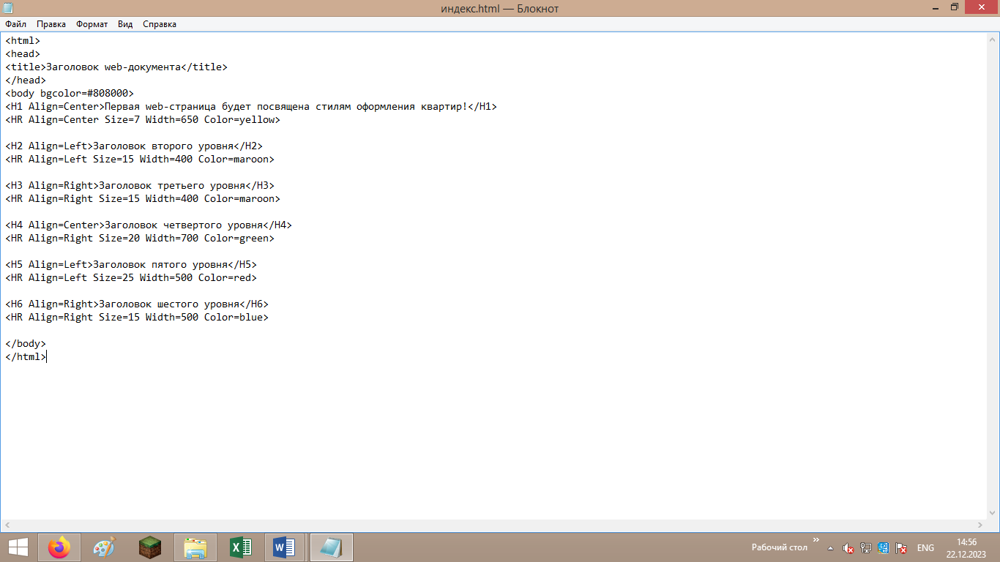 индекс.html — Блокнот
Файл Правка Формат Вид Справка
<html>
<head>
<title>Заголовок web-документа</title>
</head>
<body bgcolor=#808000>
<H1 Align=Center>Первая web-страница будет посвящена стилям оформления квартир!</H1>
<HR Align=Center Size=7 Width=650 Color=yellow>
<H2 Align=Left>Заголовок второго уровня</H2>
<HR Align=Left Size=15 Width=400 Color=maroon>
<H3 Align=Right>Заголовок третьего уровня</H3>
<HR Align=Right Size=15 Width=400 Color=maroon>
<H4 Align=Center>Заголовок четвертого уровня</H4>
<HR Align=Right Size=20 Width=700 Color=green>
<H5 Align=Left>Заголовок пятого уровня</H5>
<HR Align=Left Size=25 Width=500 Color=red>
<H6 Align=Right>Заголовок шестого уровня</H6>
<HR Align=Right Size=15 Width=500 Color=blue>
</body>
</html>
Рабочий стол » ENG 14:56
22.12.2023